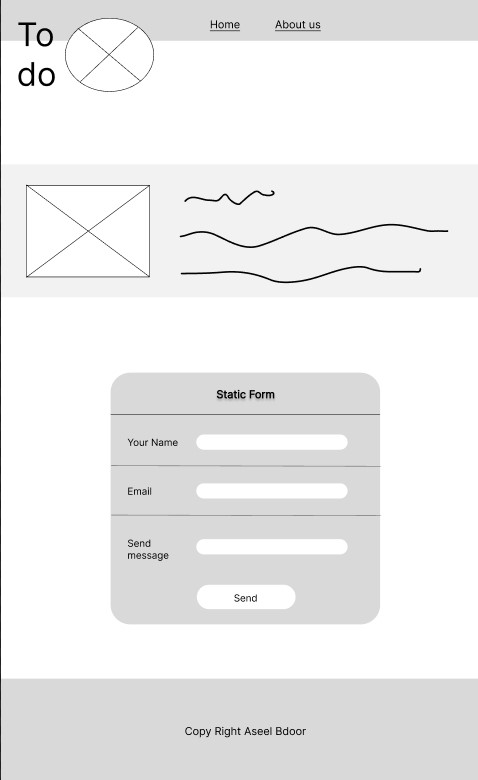 To
do
Home
About us
Static Form
Your Name
Email
Send
message
Send
Copy Right Aseel Bdoor